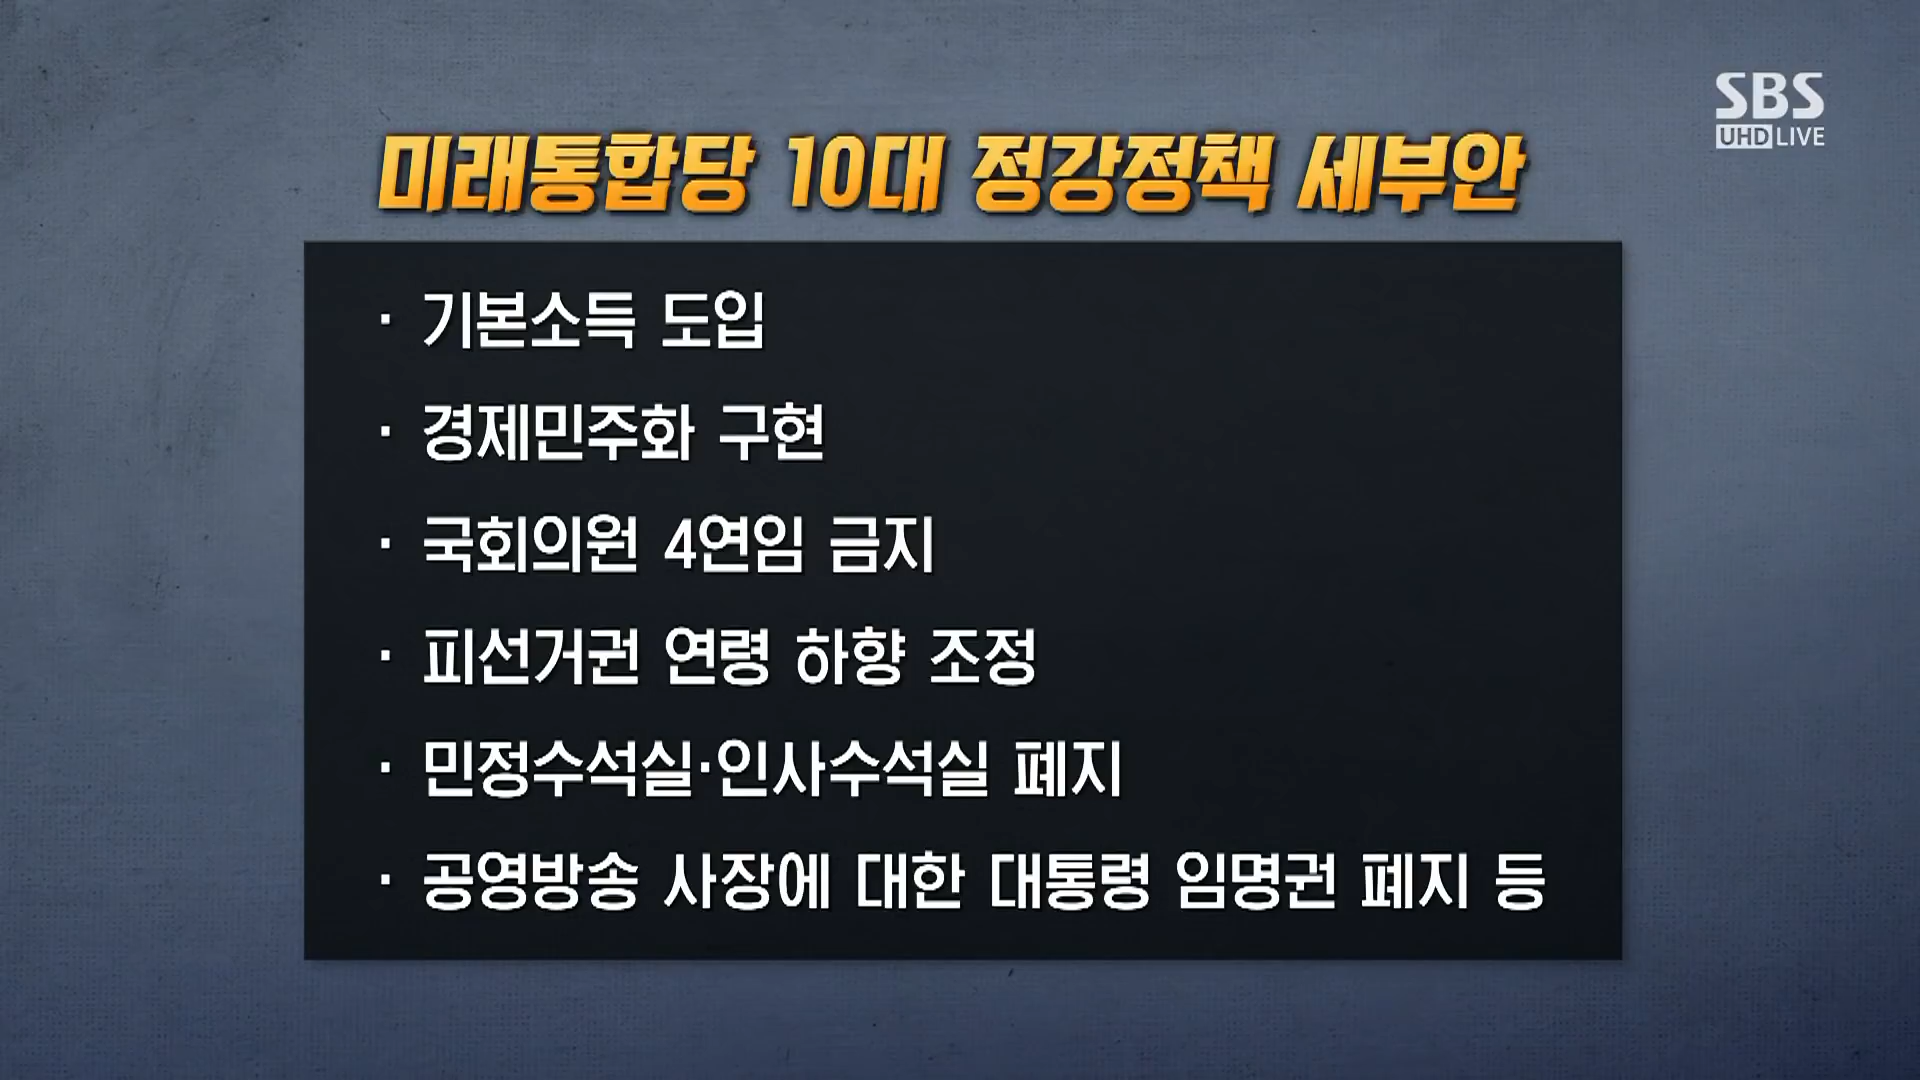 SBS
UHD LIVE
미래통합당 10대 정강정책 세부안
· 기본소득 도입
· 경제민주화 구현
· 국회의원 4연임 금지
· 피선거권 연령 하향 조정
· 민정수석실·인사수석실 폐지
· 공영방송 사장에 대한 대통령 임명권 폐지 등